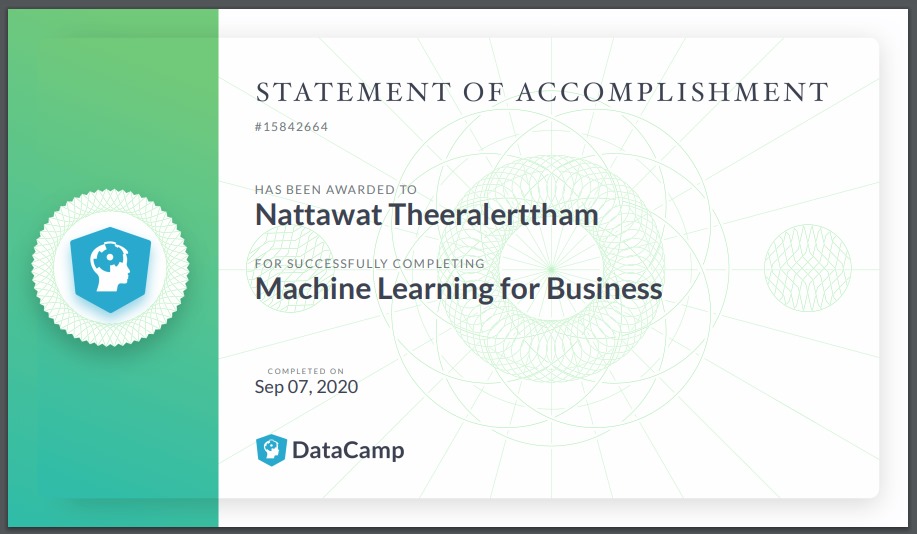 STATEMENT OF ACCOMPLISHMENT
#15842664
HAS BEEN AWARDED TO
Nattawat Theeralerttham
FOR SUCCESSFULLY COMPLETING
Machine Learning for Business
COMPLETED ON
Sep 07, 2020
DataCamp